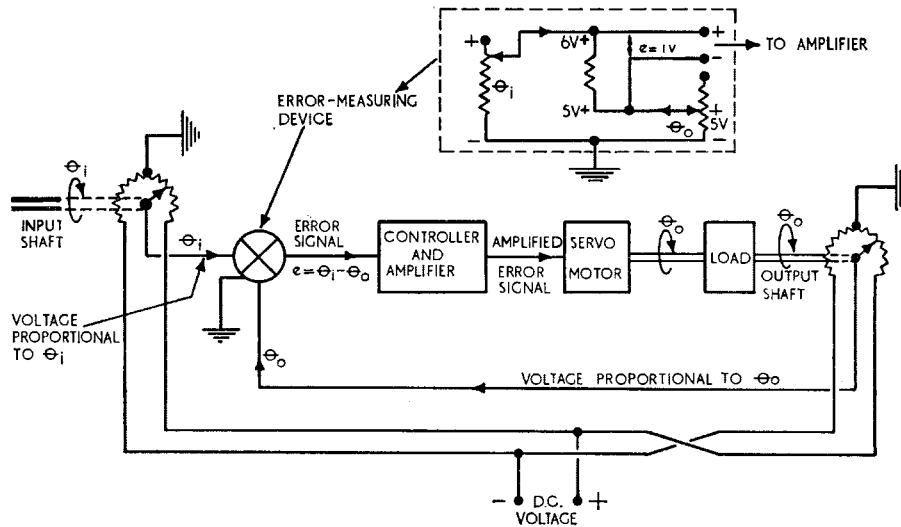 +
6V+
e = 1V
+
-
TO AMPLIFIER
θi
5V+
θo
+
5V
-
-
ERROR-MEASURING
DEVICE
θi
INPUT
SHAFT
θi
ERROR
SIGNAL
e = θi - θo
CONTROLLER
AND
AMPLIFIER
AMPLIFIED
ERROR
SIGNAL
SERVO
MOTOR
θo
LOAD
θo
OUTPUT
SHAFT
VOLTAGE
PROPORTIONAL
TO θi
θo
VOLTAGE PROPORTIONAL TO θo
- D.C. +
VOLTAGE